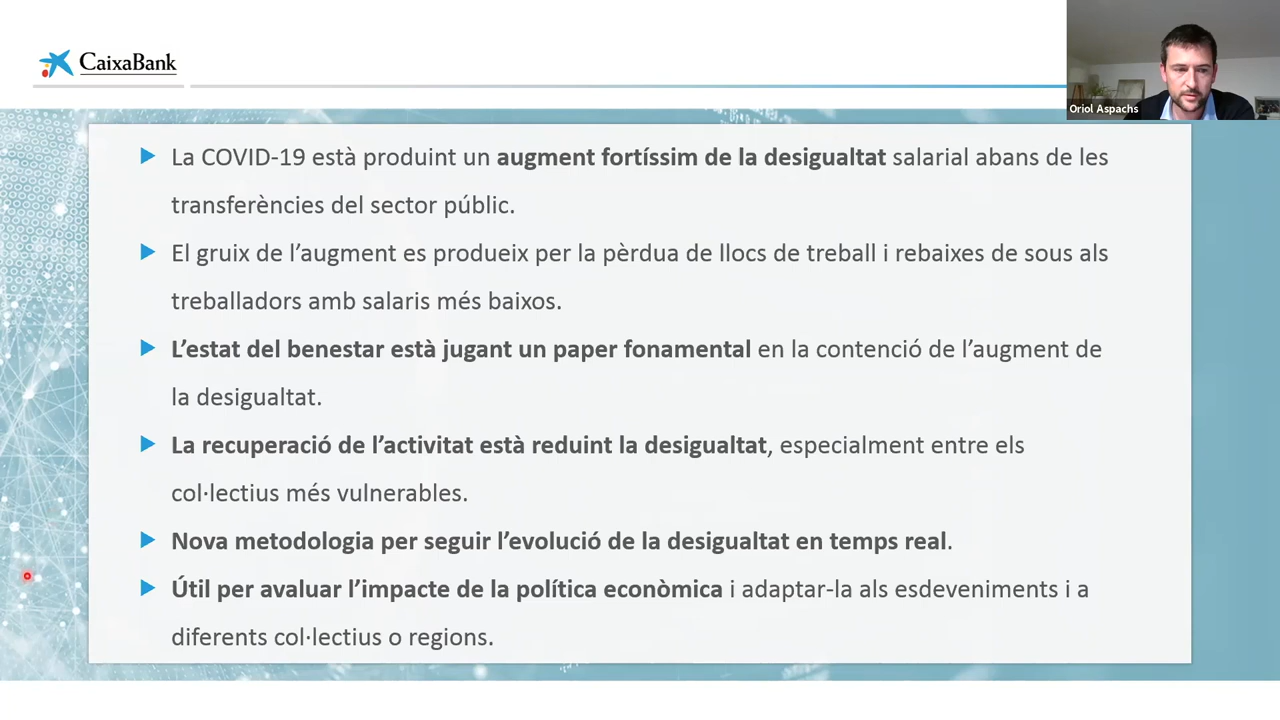 CaixaBank
Oriol Aspachs
La COVID-19 està produint un augment fortíssim de la desigualtat salarial abans de les
transferències del sector públic.
El gruix de l’augment es produeix per la pèrdua de llocs de treball i rebaixes de sous als
treballadors amb salaris més baixos.
L’estat del benestar està jugant un paper fonamental en la contenció de l’augment de
la desigualtat.
La recuperació de l’activitat està reduint la desigualtat, especialment entre els
col·lectius més vulnerables.
Nova metodologia per seguir l’evolució de la desigualtat en temps real.
Útil per avaluar l’impacte de la política econòmica i adaptar-la als esdeveniments i a
diferents col·lectius o regions.